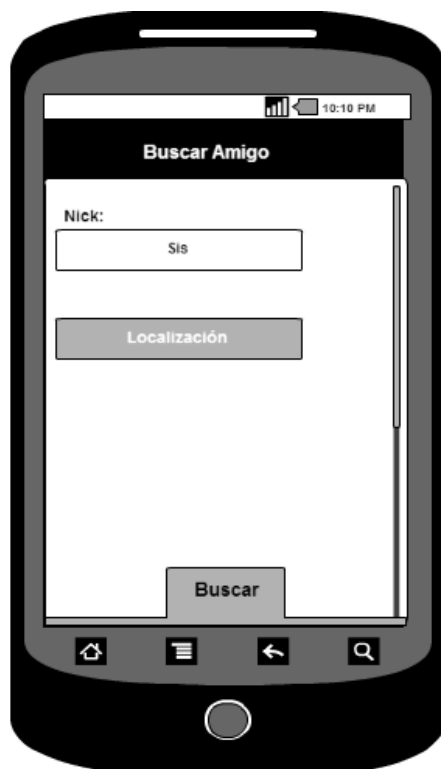 10:10 PM
Buscar Amigo
Nick:
Sis
Localización
Buscar